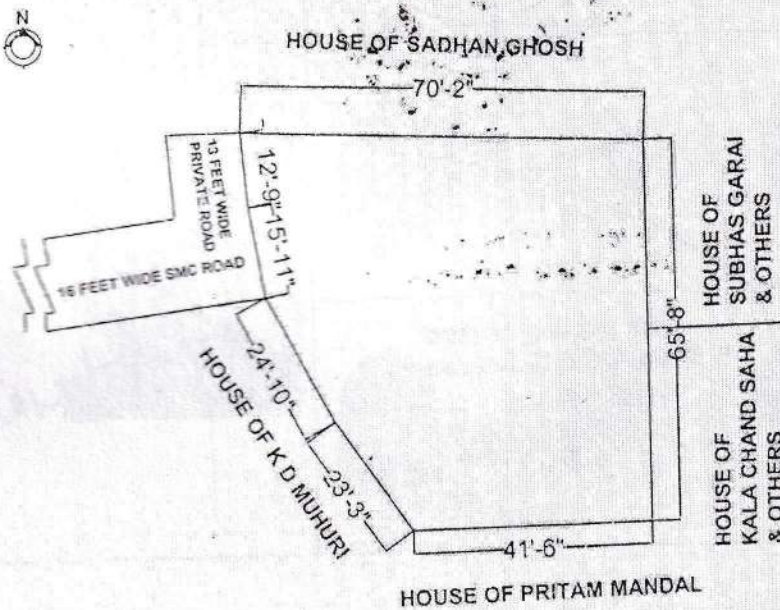 N
HOUSE OF SADHAN GHOSH
70'-2"
13 FEET WIDE
PRIVATE ROAD
12'-9"
15'-11"
16 FEET WIDE SMC ROAD
HOUSE OF
SUBHAS GARAI
& OTHERS
65'-8"
24'-10"
HOUSE OF K D MUHURI
23'-3"
HOUSE OF
KALA CHAND SAHA
& OTHERS
41'-6"
HOUSE OF PRITAM MANDAL